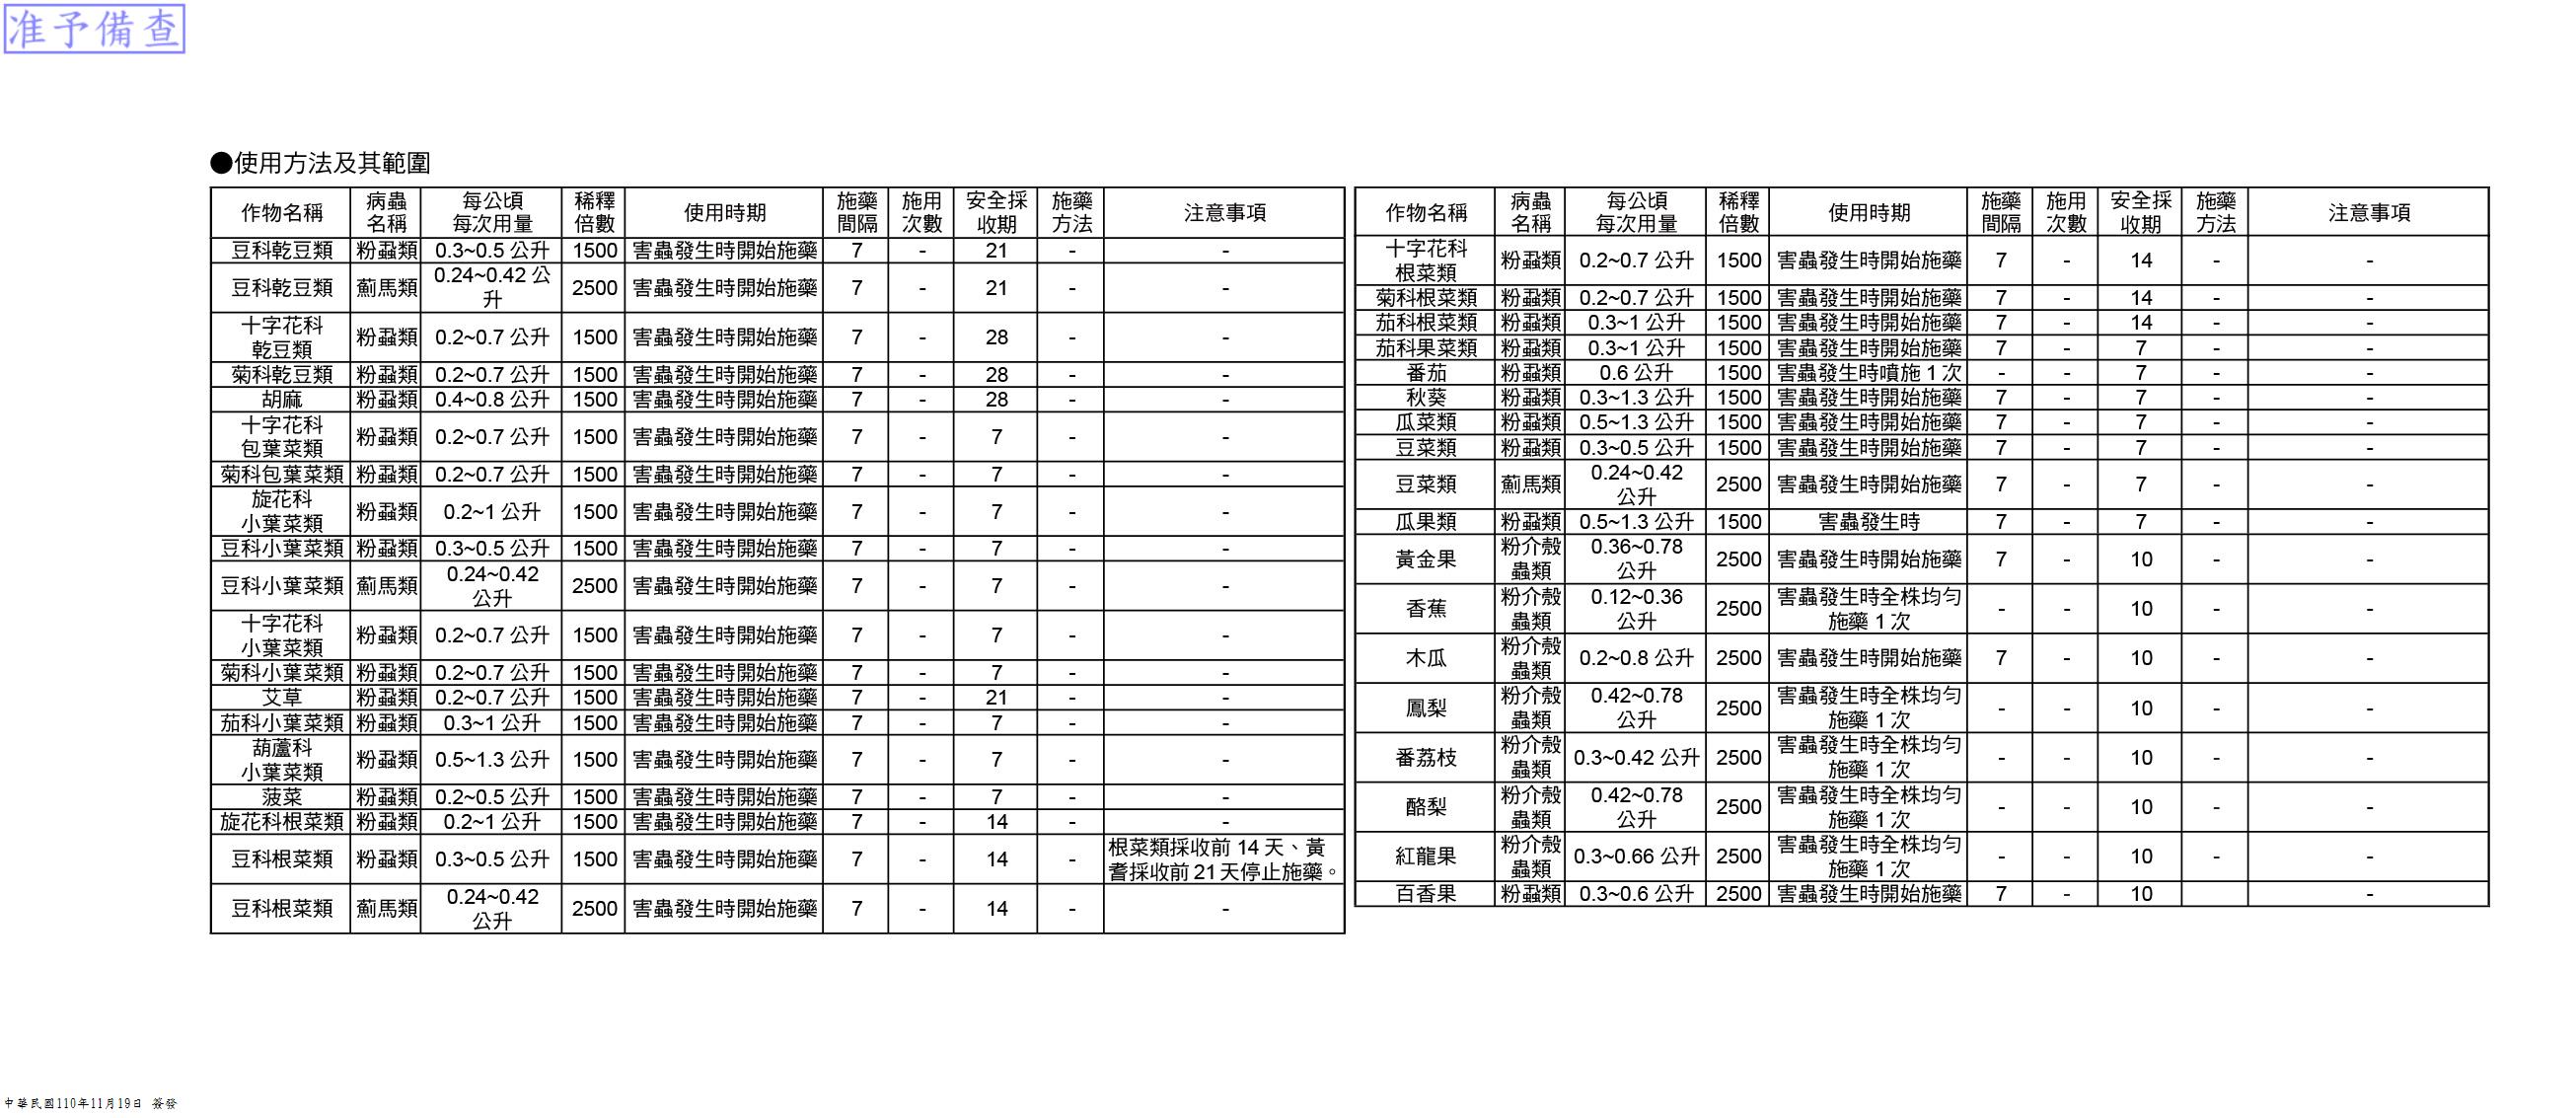 准予備查
●使用方法及其範圍
作物名稱 病蟲名稱 每公頃每次用量 稀釋倍數 使用時期 施藥間隔 施用次數 安全採收期 施藥方法 注意事項
豆科乾豆類 粉蝨類 0.3~0.5 公升 1500 害蟲發生時開始施藥 7 - 21 - -
豆科乾豆類 薊馬類 0.24~0.42 公升 2500 害蟲發生時開始施藥 7 - 21 - -
十字花科乾豆類 粉蝨類 0.2~0.7 公升 1500 害蟲發生時開始施藥 7 - 28 - -
菊科乾豆類 粉蝨類 0.2~0.7 公升 1500 害蟲發生時開始施藥 7 - 28 - -
胡麻 粉蝨類 0.4~0.8 公升 1500 害蟲發生時開始施藥 7 - 28 - -
十字花科包葉菜類 粉蝨類 0.2~0.7 公升 1500 害蟲發生時開始施藥 7 - 7 - -
菊科包葉菜類 粉蝨類 0.2~0.7 公升 1500 害蟲發生時開始施藥 7 - 7 - -
旋花科小葉菜類 粉蝨類 0.2~1 公升 1500 害蟲發生時開始施藥 7 - 7 - -
豆科小葉菜類 粉蝨類 0.3~0.5 公升 1500 害蟲發生時開始施藥 7 - 7 - -
豆科小葉菜類 薊馬類 0.24~0.42 公升 2500 害蟲發生時開始施藥 7 - 7 - -
十字花科小葉菜類 粉蝨類 0.2~0.7 公升 1500 害蟲發生時開始施藥 7 - 7 - -
菊科小葉菜類 粉蝨類 0.2~0.7 公升 1500 害蟲發生時開始施藥 7 - 7 - -
艾草 粉蝨類 0.2~0.7 公升 1500 害蟲發生時開始施藥 7 - 21 - -
茄科小葉菜類 粉蝨類 0.3~1 公升 1500 害蟲發生時開始施藥 7 - 7 - -
葫蘆科小葉菜類 粉蝨類 0.5~1.3 公升 1500 害蟲發生時開始施藥 7 - 7 - -
菠菜 粉蝨類 0.2~0.5 公升 1500 害蟲發生時開始施藥 7 - 7 - -
旋花科根菜類 粉蝨類 0.2~1 公升 1500 害蟲發生時開始施藥 7 - 14 - -
豆科根菜類 粉蝨類 0.3~0.5 公升 1500 害蟲發生時開始施藥 7 - 14 - 根菜類採收前 14 天、黃耆採收前 21 天停止施藥。
豆科根菜類 薊馬類 0.24~0.42 公升 2500 害蟲發生時開始施藥 7 - 14 - -
作物名稱 病蟲名稱 每公頃每次用量 稀釋倍數 使用時期 施藥間隔 施用次數 安全採收期 施藥方法 注意事項
十字花科根菜類 粉蝨類 0.2~0.7 公升 1500 害蟲發生時開始施藥 7 - 14 - -
菊科根菜類 粉蝨類 0.2~0.7 公升 1500 害蟲發生時開始施藥 7 - 14 - -
茄科根菜類 粉蝨類 0.3~1 公升 1500 害蟲發生時開始施藥 7 - 14 - -
茄科果菜類 粉蝨類 0.3~1 公升 1500 害蟲發生時開始施藥 7 - 7 - -
番茄 粉蝨類 0.6 公升 1500 害蟲發生時噴施 1 次 - - 7 - -
秋葵 粉蝨類 0.3~1.3 公升 1500 害蟲發生時開始施藥 7 - 7 - -
瓜菜類 粉蝨類 0.5~1.3 公升 1500 害蟲發生時開始施藥 7 - 7 - -
豆菜類 粉蝨類 0.3~0.5 公升 1500 害蟲發生時開始施藥 7 - 7 - -
豆菜類 薊馬類 0.24~0.42 公升 2500 害蟲發生時開始施藥 7 - 7 - -
瓜果類 粉蝨類 0.5~1.3 公升 1500 害蟲發生時 7 - 7 - -
黃金果 粉介殼蟲類 0.36~0.78 公升 2500 害蟲發生時開始施藥 7 - 10 - -
香蕉 粉介殼蟲類 0.12~0.36 公升 2500 害蟲發生時全株均勻施藥 1 次 - - 10 - -
木瓜 粉介殼蟲類 0.2~0.8 公升 2500 害蟲發生時開始施藥 7 - 10 - -
鳳梨 粉介殼蟲類 0.42~0.78 公升 2500 害蟲發生時全株均勻施藥 1 次 - - 10 - -
番荔枝 粉介殼蟲類 0.3~0.42 公升 2500 害蟲發生時全株均勻施藥 1 次 - - 10 - -
酪梨 粉介殼蟲類 0.42~0.78 公升 2500 害蟲發生時全株均勻施藥 1 次 - - 10 - -
紅龍果 粉介殼蟲類 0.3~0.66 公升 2500 害蟲發生時全株均勻施藥 1 次 - - 10 - -
百香果 粉蝨類 0.3~0.6 公升 2500 害蟲發生時開始施藥 7 - 10 - -
中華民國110年11月19日 簽發